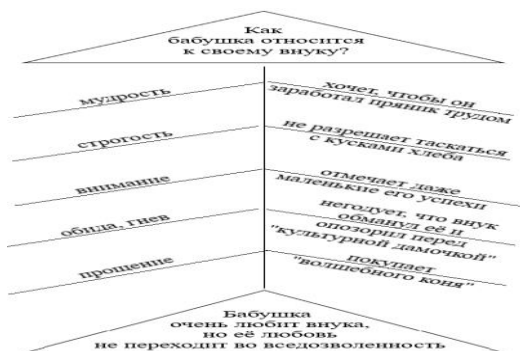 Как
бабушка относится
к своему внуку?
мудрость
хочет, чтобы он
заработал пряник трудом
строгость
не разрешает таскаться
с кусками хлеба
внимание
отмечает даже
маленькие его успехи
обида, гнев
негодует, что внук
обманул её и
опозорил перед
"культурной дамочкой"
прощение
покупает
"волшебного коня"
Бабушка
очень любит внука,
но её любовь
не переходит во вседозволенность